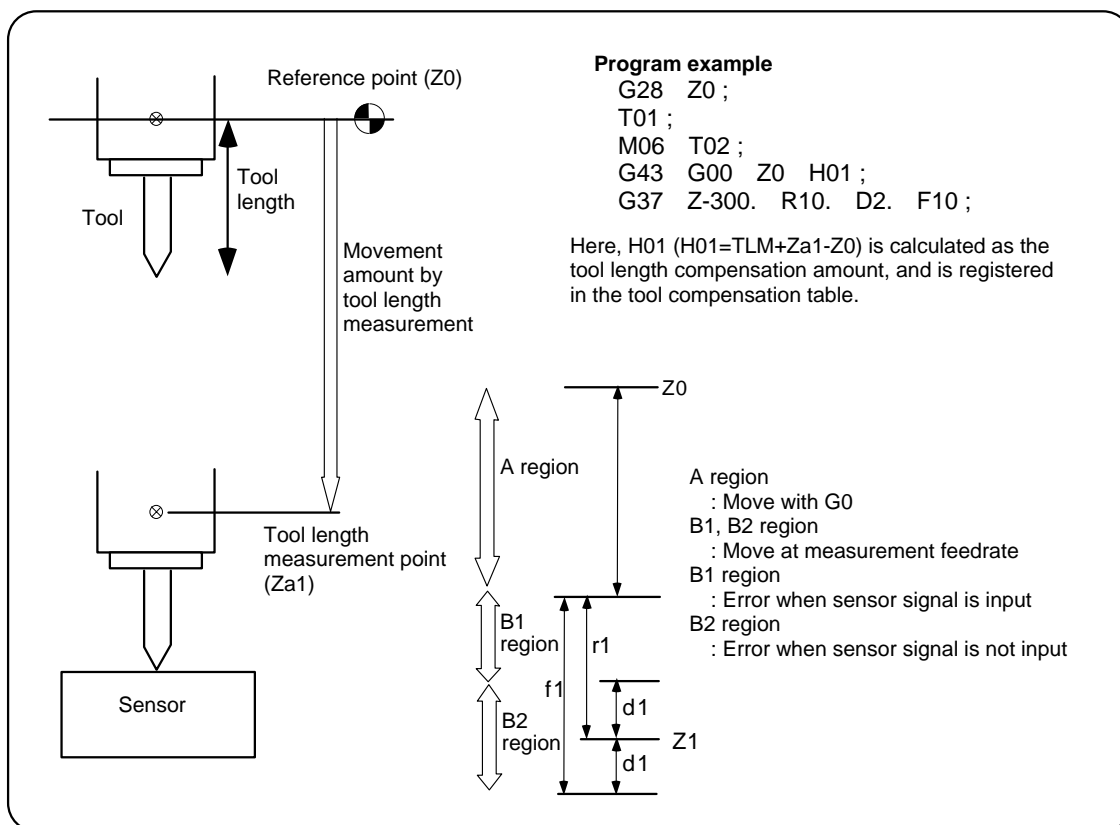 Reference point (Z0)
Tool
length
Tool
Movement
amount by
tool length
measurement
Tool length
measurement point
(Za1)
Sensor
Program example
G28 Z0 ;
T01 ;
M06 T02 ;
G43 G00 Z0 H01 ;
G37 Z-300. R10. D2. F10 ;
Here, H01 (H01=TLM+Za1-Z0) is calculated as the
tool length compensation amount, and is registered
in the tool compensation table.
Z0
A region
B1
region
B2
region
f1
r1
d1
Z1
d1
A region
: Move with G0
B1, B2 region
: Move at measurement feedrate
B1 region
: Error when sensor signal is input
B2 region
: Error when sensor signal is not input